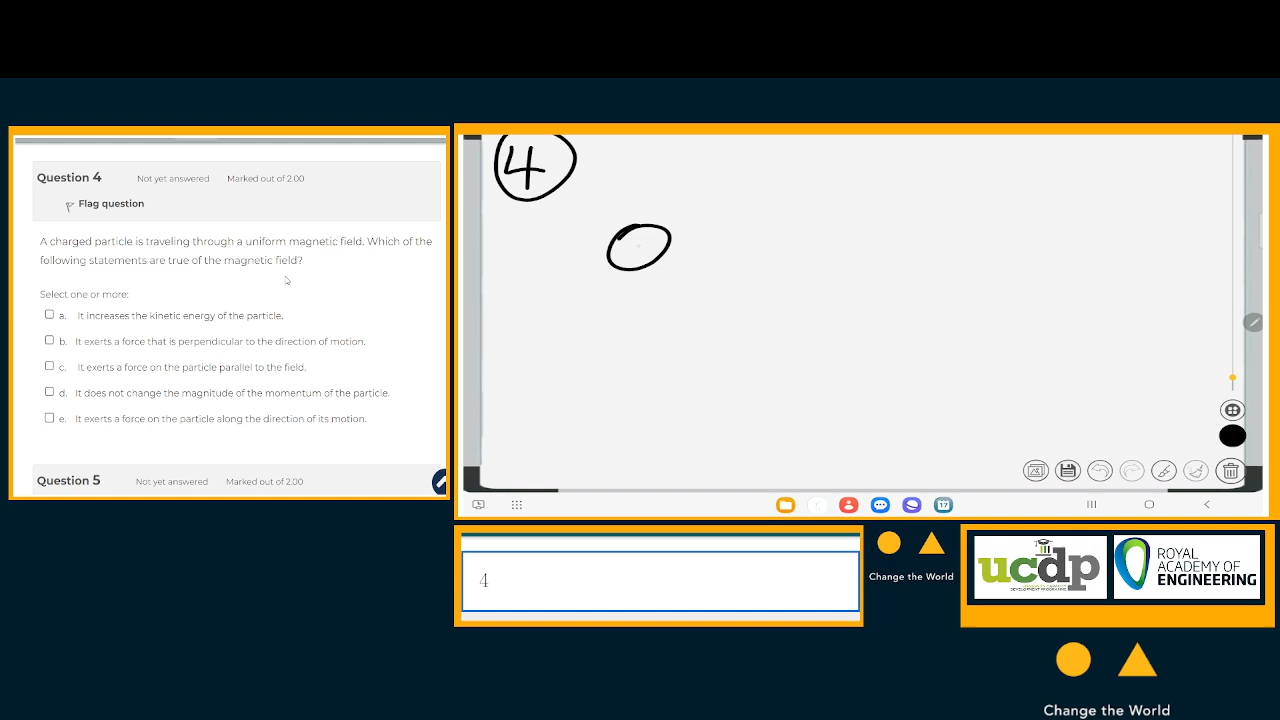 Question 4 Not yet answered Marked out of 2.00
Flag question
A charged particle is traveling through a uniform magnetic field. Which of the
following statements are true of the magnetic field?
Select one or more:
a. It increases the kinetic energy of the particle.
b. It exerts a force that is perpendicular to the direction of motion.
c. It exerts a force on the particle parallel to the field.
d. It does not change the magnitude of the momentum of the particle.
e. It exerts a force on the particle along the direction of its motion.
Question 5 Not yet answered Marked out of 2.00
4
17
4
Change the World
ucdp
ROYAL
ACADEMY OF
ENGINEERING
Change the World